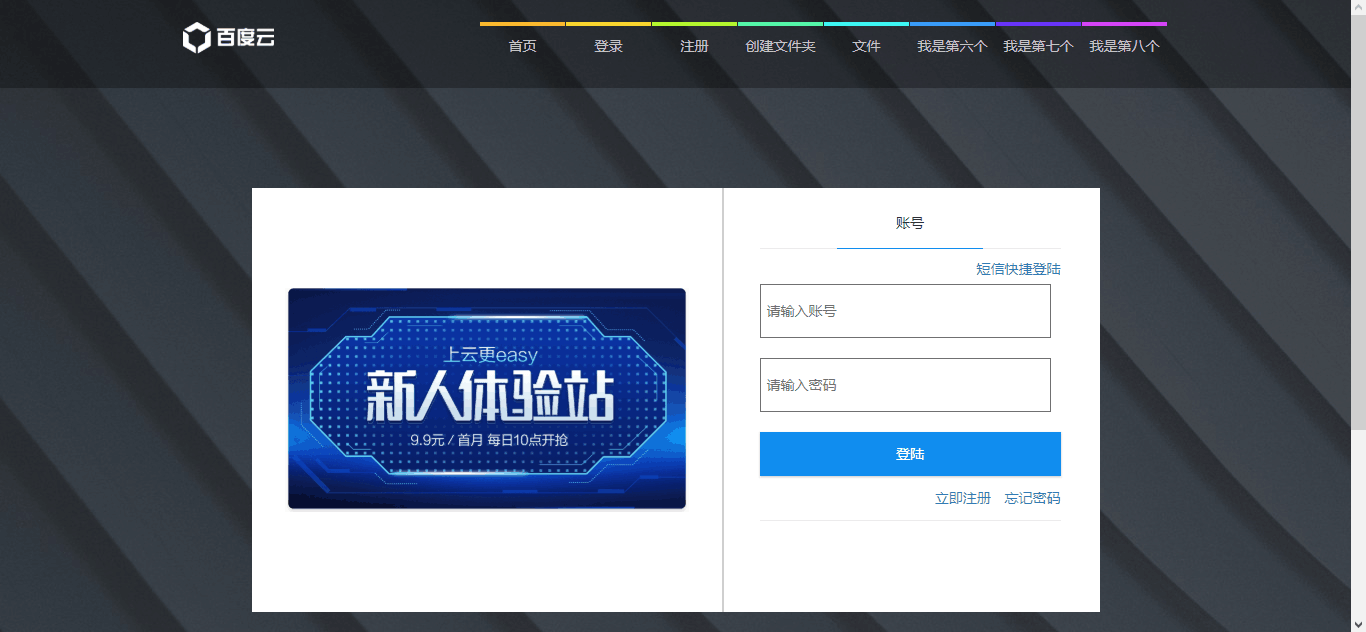 百度云
首页 登录 注册 创建文件夹 文件 我是第六个 我是第七个 我是第八个
上云更easy
新人体验站
9.9元 / 首月 每日10点开抢
账号
短信快捷登陆
请输入账号
请输入密码
登陆
立即注册 忘记密码